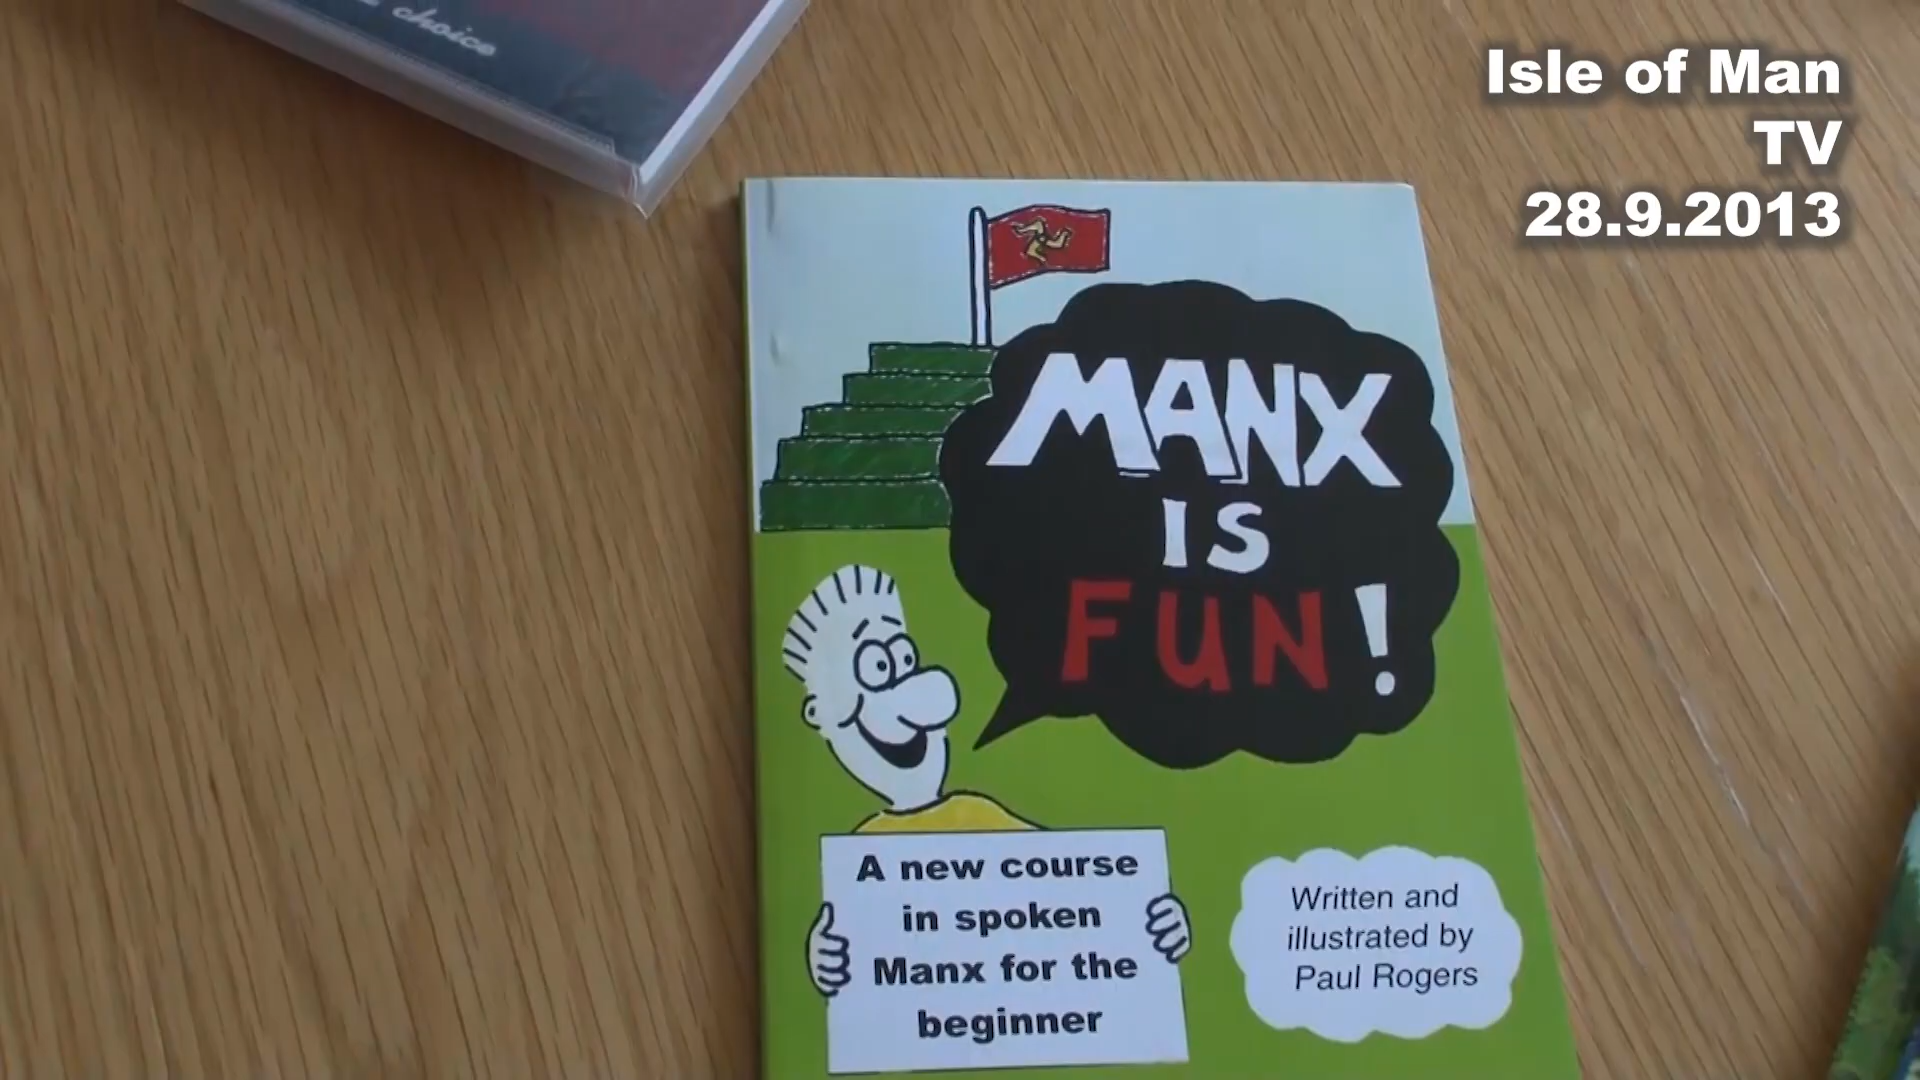 choice
Isle of Man
TV
28.9.2013
MANX
IS
FUN!
A new course
in spoken
Manx for the
beginner
Written and
illustrated by
Paul Rogers